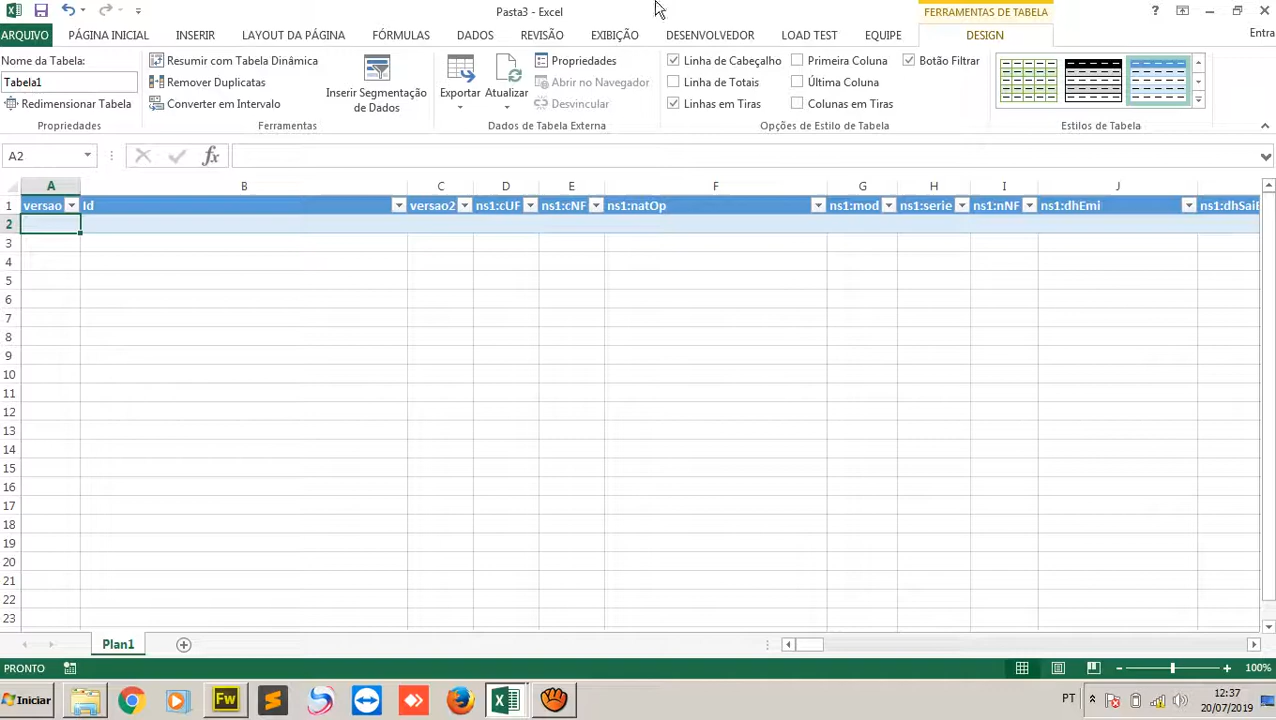 Pasta3 - Excel
FERRAMENTAS DE TABELA
?
ARQUIVO PÁGINA INICIAL INSERIR LAYOUT DA PÁGINA FÓRMULAS DADOS REVISÃO EXIBIÇÃO DESENVOLVEDOR LOAD TEST EQUIPE DESIGN Entra
Nome da Tabela:
Tabela1
Redimensionar Tabela
Propriedades
Resumir com Tabela Dinâmica
Remover Duplicatas
Converter em Intervalo
Inserir Segmentação
de Dados
Ferramentas
Exportar
Atualizar
Propriedades
Abrir no Navegador
Desvincular
Dados de Tabela Externa
Linha de Cabeçalho
Linha de Totais
Linhas em Tiras
Primeira Coluna
Última Coluna
Colunas em Tiras
Botão Filtrar
Opções de Estilo de Tabela
Estilos de Tabela
A2
fx
A B C D E F G H I J
1 versao Id versao2 ns1:cUF ns1:cNF ns1:natOp ns1:mod ns1:serie ns1:nNF ns1:dhEmi ns1:dhSaiE
2
3
4
5
6
7
8
9
10
11
12
13
14
15
16
17
18
19
20
21
22
23
Plan1
PRONTO
100%
Iniciar
Fw
PT
12:37
20/07/2019